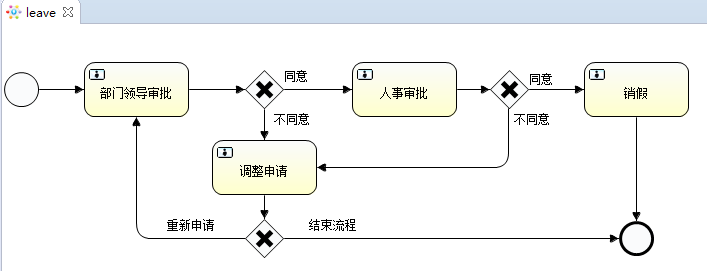 leave
同意
同意
部门领导审批
人事审批
销假
不同意
不同意
调整申请
重新申请
结束流程